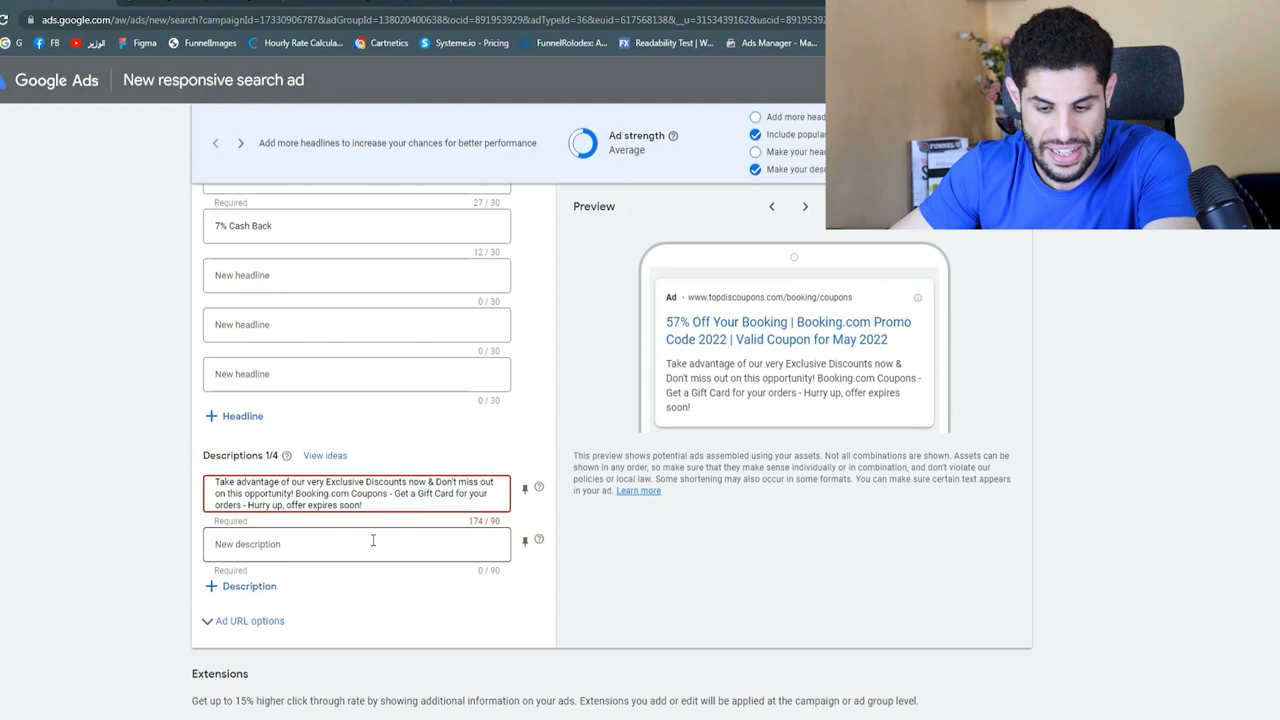 ads.google.com/aw/ads/new/search?campaignId=17330906787&adGroupId=138020400638&ocid=891953929&adTypeId=36&euid=617568138&__u=3153439162&uscid=8919539
G FB الوزير Figma FunnelImages Hourly Rate Calcula... Cartnetics Systeme.io - Pricing FunnelRolodex: A... Readability Test | W... Ads Manager - Ma...
Google Ads New responsive search ad
Add more headlines to increase your chances for better performance
Ad strength
Average
Add more head
Include popula
Make your hea
Make your des
Required 27 / 30
7% Cash Back
12 / 30
New headline
0 / 30
New headline
0 / 30
New headline
0 / 30
+ Headline
Descriptions 1/4 View ideas
Take advantage of our very Exclusive Discounts now & Don't miss out
on this opportunity! Booking.com Coupons - Get a Gift Card for your
orders - Hurry up, offer expires soon!
Required 174 / 90
New description
Required 0 / 90
+ Description
Ad URL options
Preview
Ad · www.topdiscoupons.com/booking/coupons
57% Off Your Booking | Booking.com Promo
Code 2022 | Valid Coupon for May 2022
Take advantage of our very Exclusive Discounts now &
Don't miss out on this opportunity! Booking.com Coupons -
Get a Gift Card for your orders - Hurry up, offer expires
soon!
This preview shows potential ads assembled using your assets. Not all combinations are shown. Assets can
be shown in any order, so make sure that they make sense individually or in combination, and don't violate our
policies or local law. Some shortening may also occur in some formats. You can make sure certain text appears
in your ad. Learn more
Extensions
Get up to 15% higher click through rate by showing additional information on your ads. Extensions you add or edit will be applied at the campaign or ad group level.